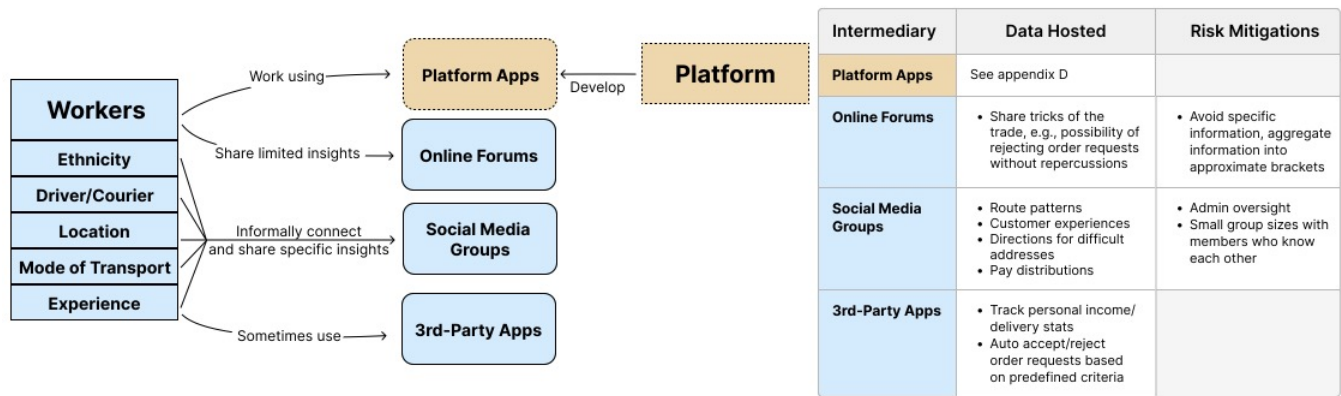 Workers
Ethnicity
Driver/Courier
Location
Mode of Transport
Experience
Work using
Share limited insights
Informally connect
and share specific insights
Sometimes use
Platform Apps
Online Forums
Social Media
Groups
3rd-Party Apps
Develop
Platform
Intermediary
Data Hosted
Risk Mitigations
Platform Apps
See appendix D
Online Forums
• Share tricks of the
trade, e.g., possibility of
rejecting order requests
without repercussions
• Avoid specific
information, aggregate
information into
approximate brackets
Social Media
Groups
• Route patterns
• Customer experiences
• Directions for difficult
addresses
• Pay distributions
• Admin oversight
• Small group sizes with
members who know
each other
3rd-Party Apps
• Track personal income/
delivery stats
• Auto accept/reject
order requests based
on predefined criteria